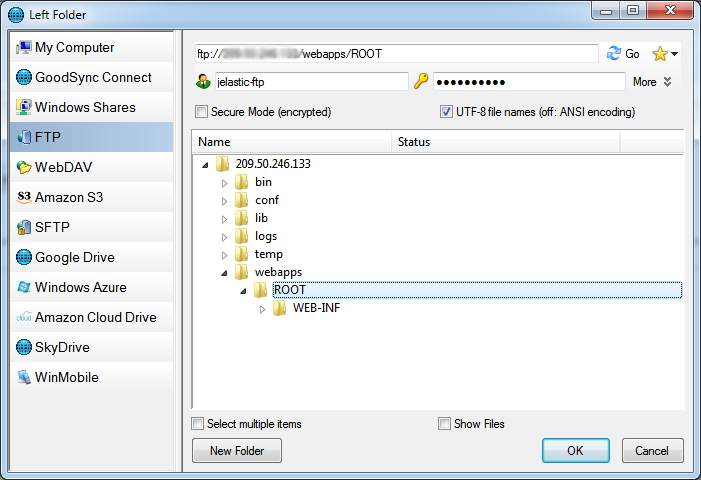 Left Folder
My Computer
GoodSync Connect
Windows Shares
FTP
WebDAV
S3 Amazon S3
SFTP
Google Drive
Windows Azure
cloud Amazon Cloud Drive
SkyDrive
WinMobile
ftp:// /webapps/ROOT
Go
jelastic-ftp
More
Secure Mode (encrypted)
UTF-8 file names (off: ANSI encoding)
Name Status
209.50.246.133
bin
conf
lib
logs
temp
webapps
ROOT
WEB-INF
Select multiple items
Show Files
New Folder
OK
Cancel